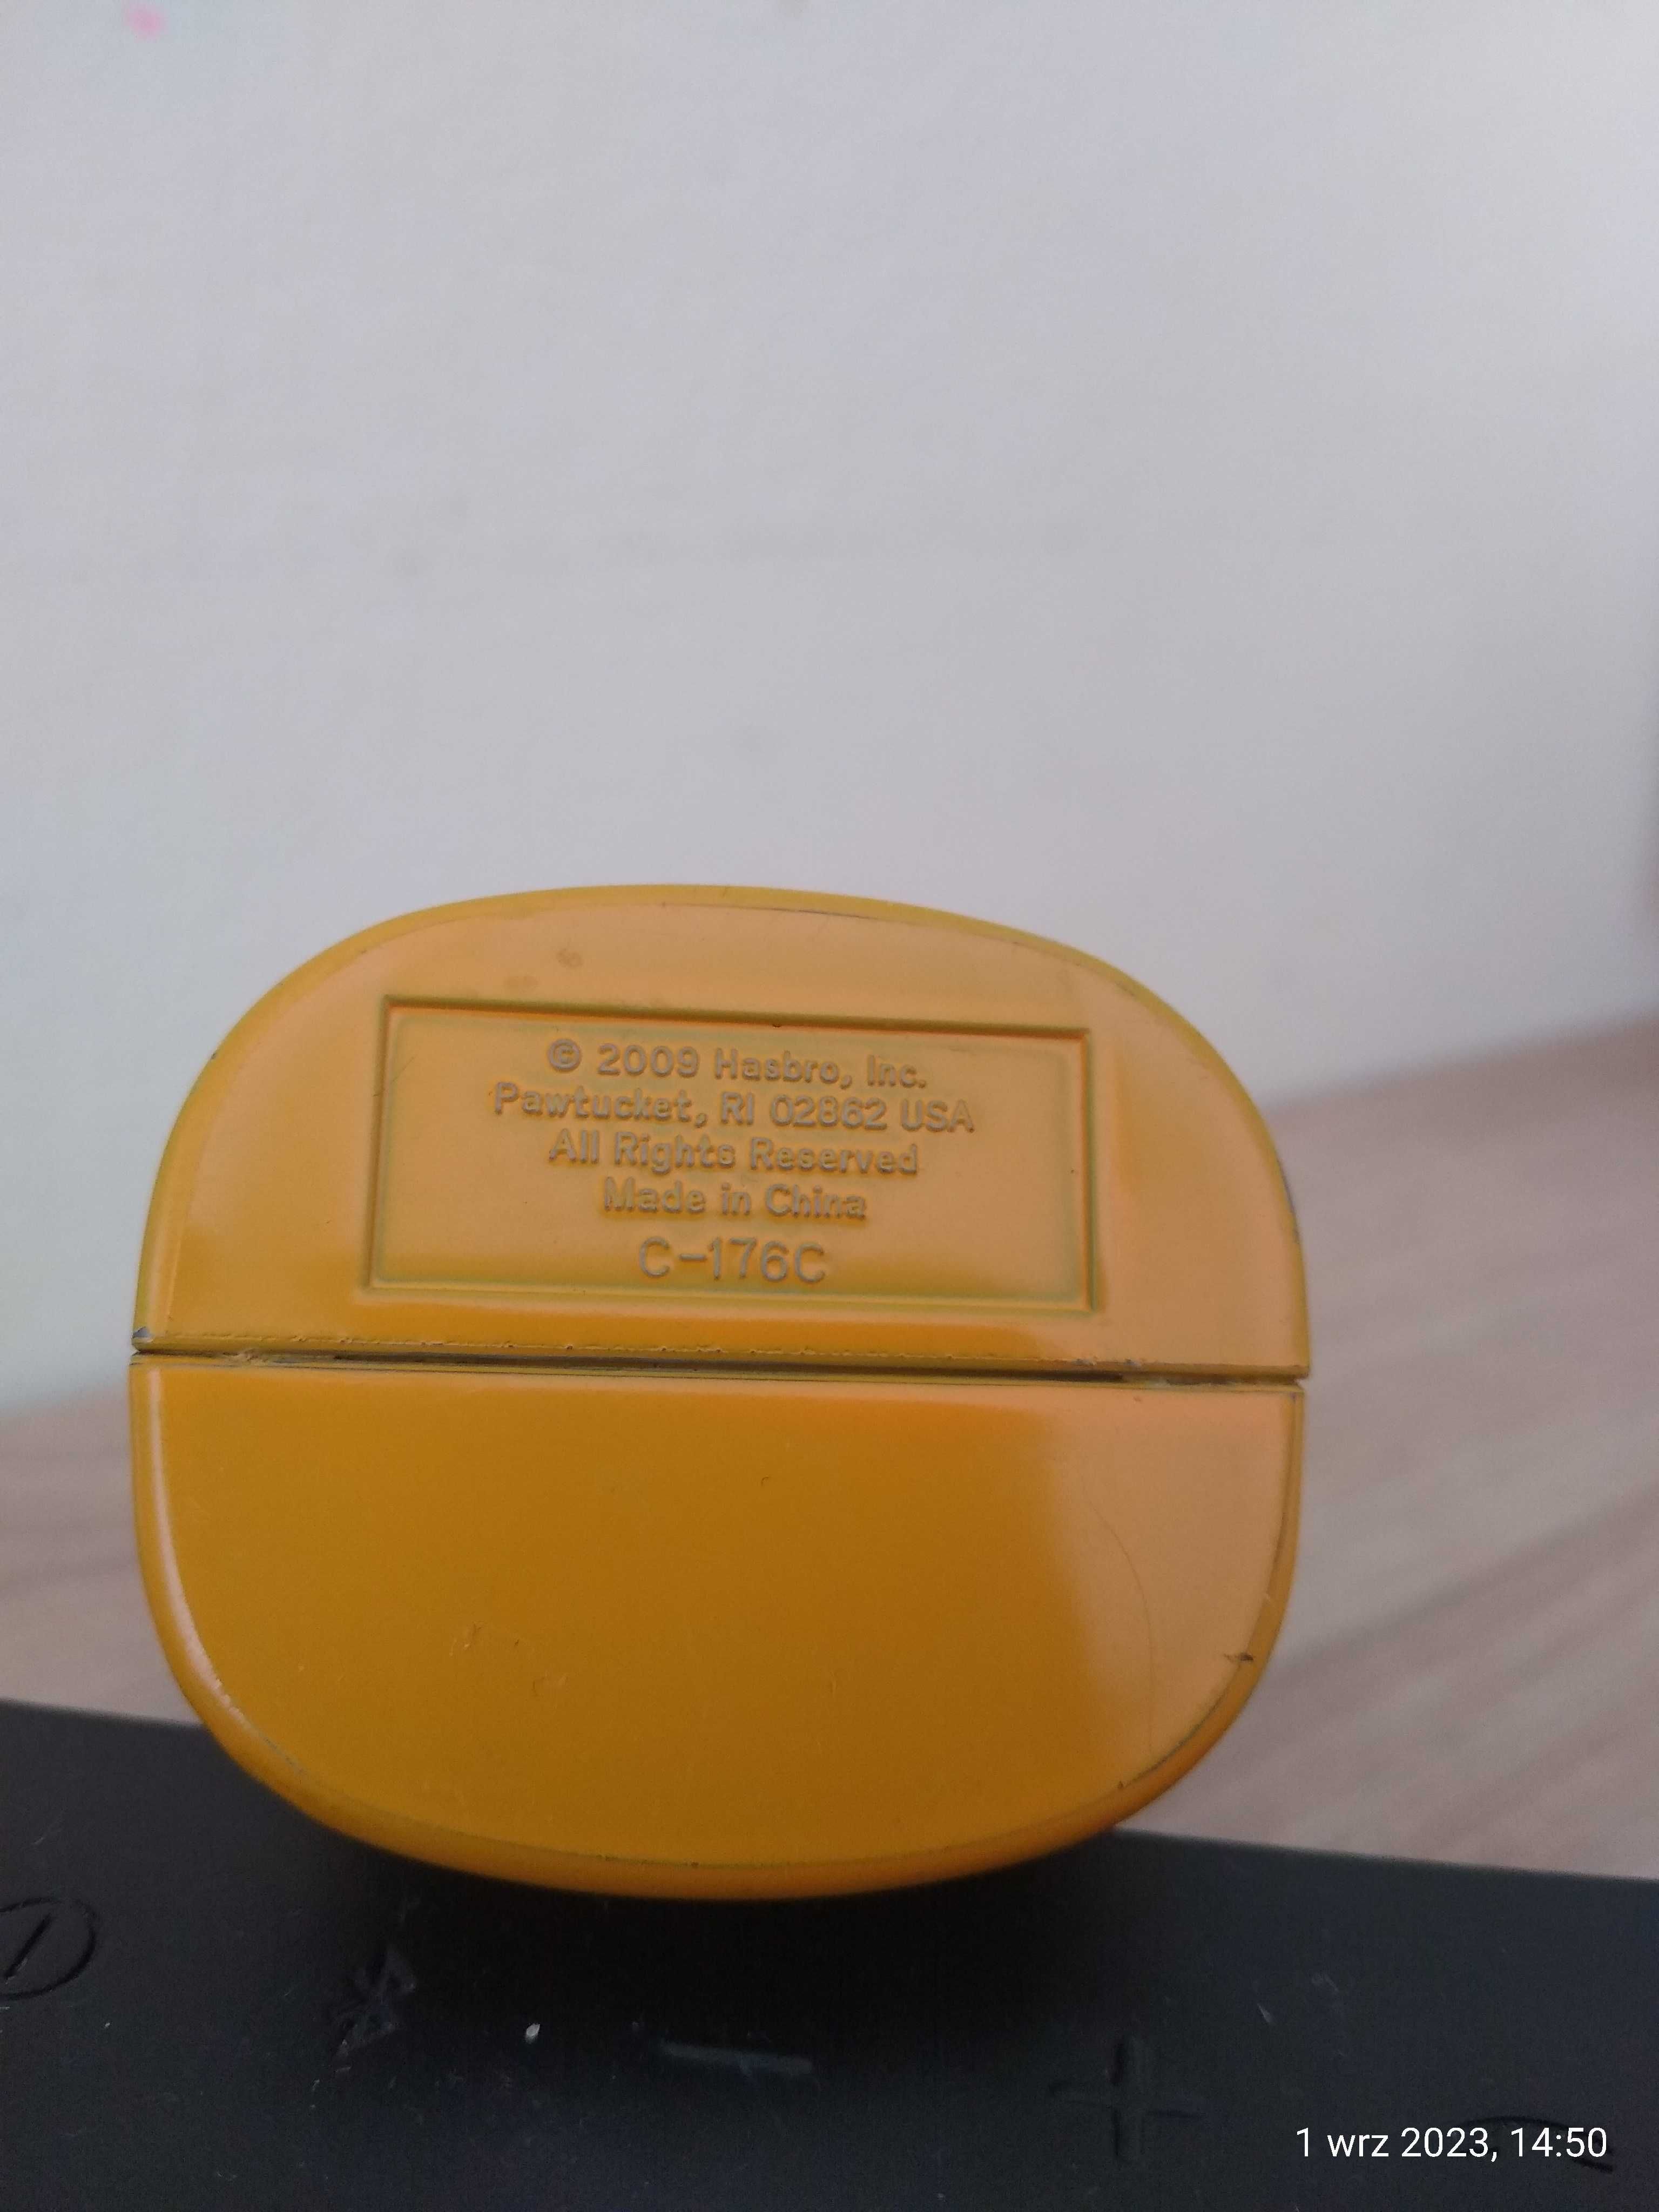 © 2009 Hasbro, Inc.
Pawtucket, RI 02862 USA
All Rights Reserved
Made in China
C-176C
1 wrz 2023, 14:50